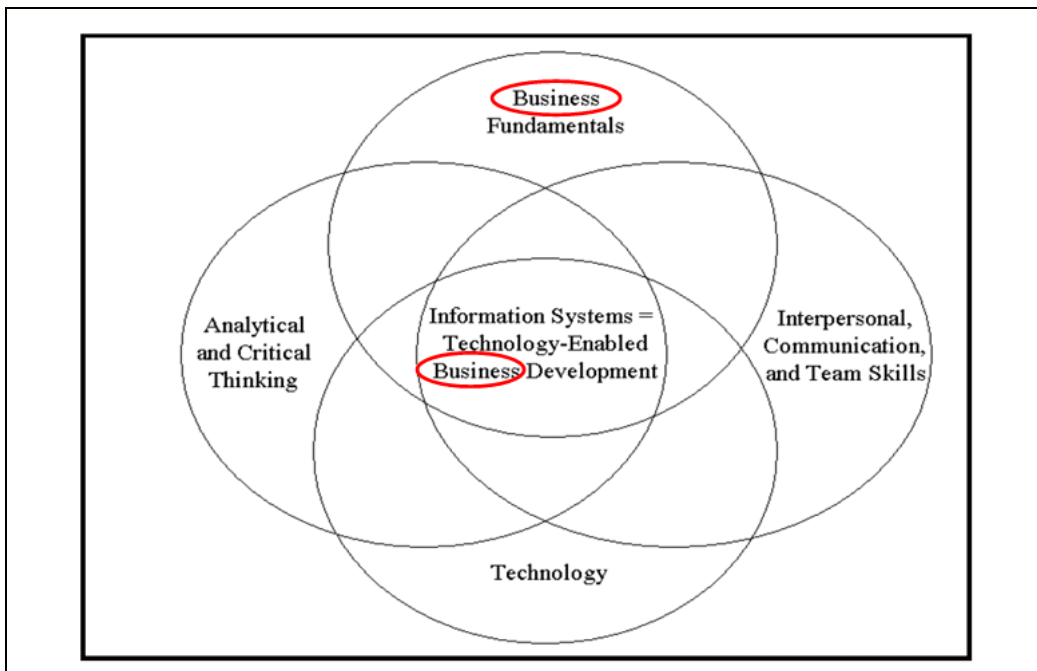 Business
Fundamentals
Analytical
and Critical
Thinking
Information Systems =
Technology-Enabled
Business Development
Interpersonal,
Communication,
and Team Skills
Technology